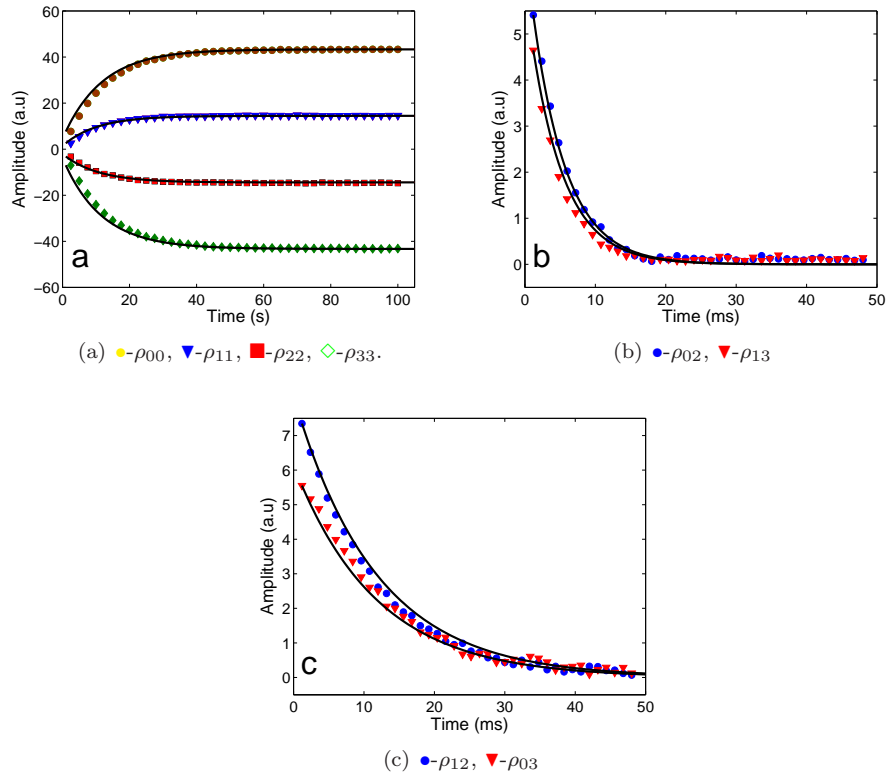 60
40
20
0
−20
−40
−60
0 20 40 60 80 100
Amplitude (a.u)
Time (s)
a
(a) ●-ρ00, ▼-ρ11, ■-ρ22, ◇-ρ33.
5
4
3
2
1
0
0 10 20 30 40 50
Amplitude (a.u)
Time (ms)
b
(b) ●-ρ02, ▼-ρ13
7
6
5
4
3
2
1
0
0 10 20 30 40 50
Amplitude (a.u)
Time (ms)
c
(c) ●-ρ12, ▼-ρ03